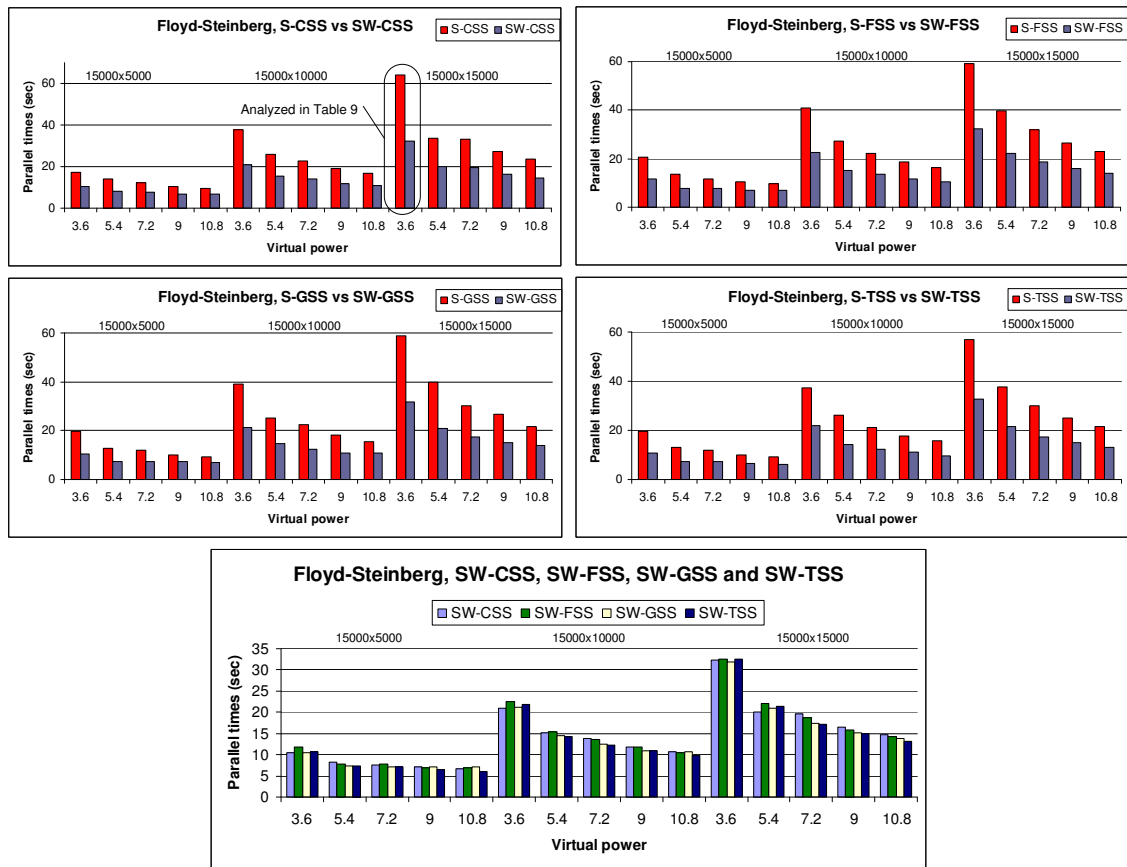 Floyd-Steinberg, S-CSS vs SW-CSS
S-CSS SW-CSS
15000x5000 15000x10000 15000x15000
Analyzed in Table 9
Parallel times (sec)
60
40
20
0
3.6 5.4 7.2 9 10.8 3.6 5.4 7.2 9 10.8 3.6 5.4 7.2 9 10.8
Virtual power
Floyd-Steinberg, S-FSS vs SW-FSS
S-FSS SW-FSS
15000x5000 15000x10000 15000x15000
Parallel times (sec)
60
40
20
0
3.6 5.4 7.2 9 10.8 3.6 5.4 7.2 9 10.8 3.6 5.4 7.2 9 10.8
Virtual power
Floyd-Steinberg, S-GSS vs SW-GSS
S-GSS SW-GSS
15000x5000 15000x10000 15000x15000
Parallel times (sec)
60
40
20
0
3.6 5.4 7.2 9 10.8 3.6 5.4 7.2 9 10.8 3.6 5.4 7.2 9 10.8
Virtual power
Floyd-Steinberg, S-TSS vs SW-TSS
S-TSS SW-TSS
15000x5000 15000x10000 15000x15000
Parallel times (sec)
60
40
20
0
3.6 5.4 7.2 9 10.8 3.6 5.4 7.2 9 10.8 3.6 5.4 7.2 9 10.8
Virtual power
Floyd-Steinberg, SW-CSS, SW-FSS, SW-GSS and SW-TSS
SW-CSS SW-FSS SW-GSS SW-TSS
15000x5000 15000x10000 15000x15000
Parallel times (sec)
35
30
25
20
15
10
5
0
3.6 5.4 7.2 9 10.8 3.6 5.4 7.2 9 10.8 3.6 5.4 7.2 9 10.8
Virtual power